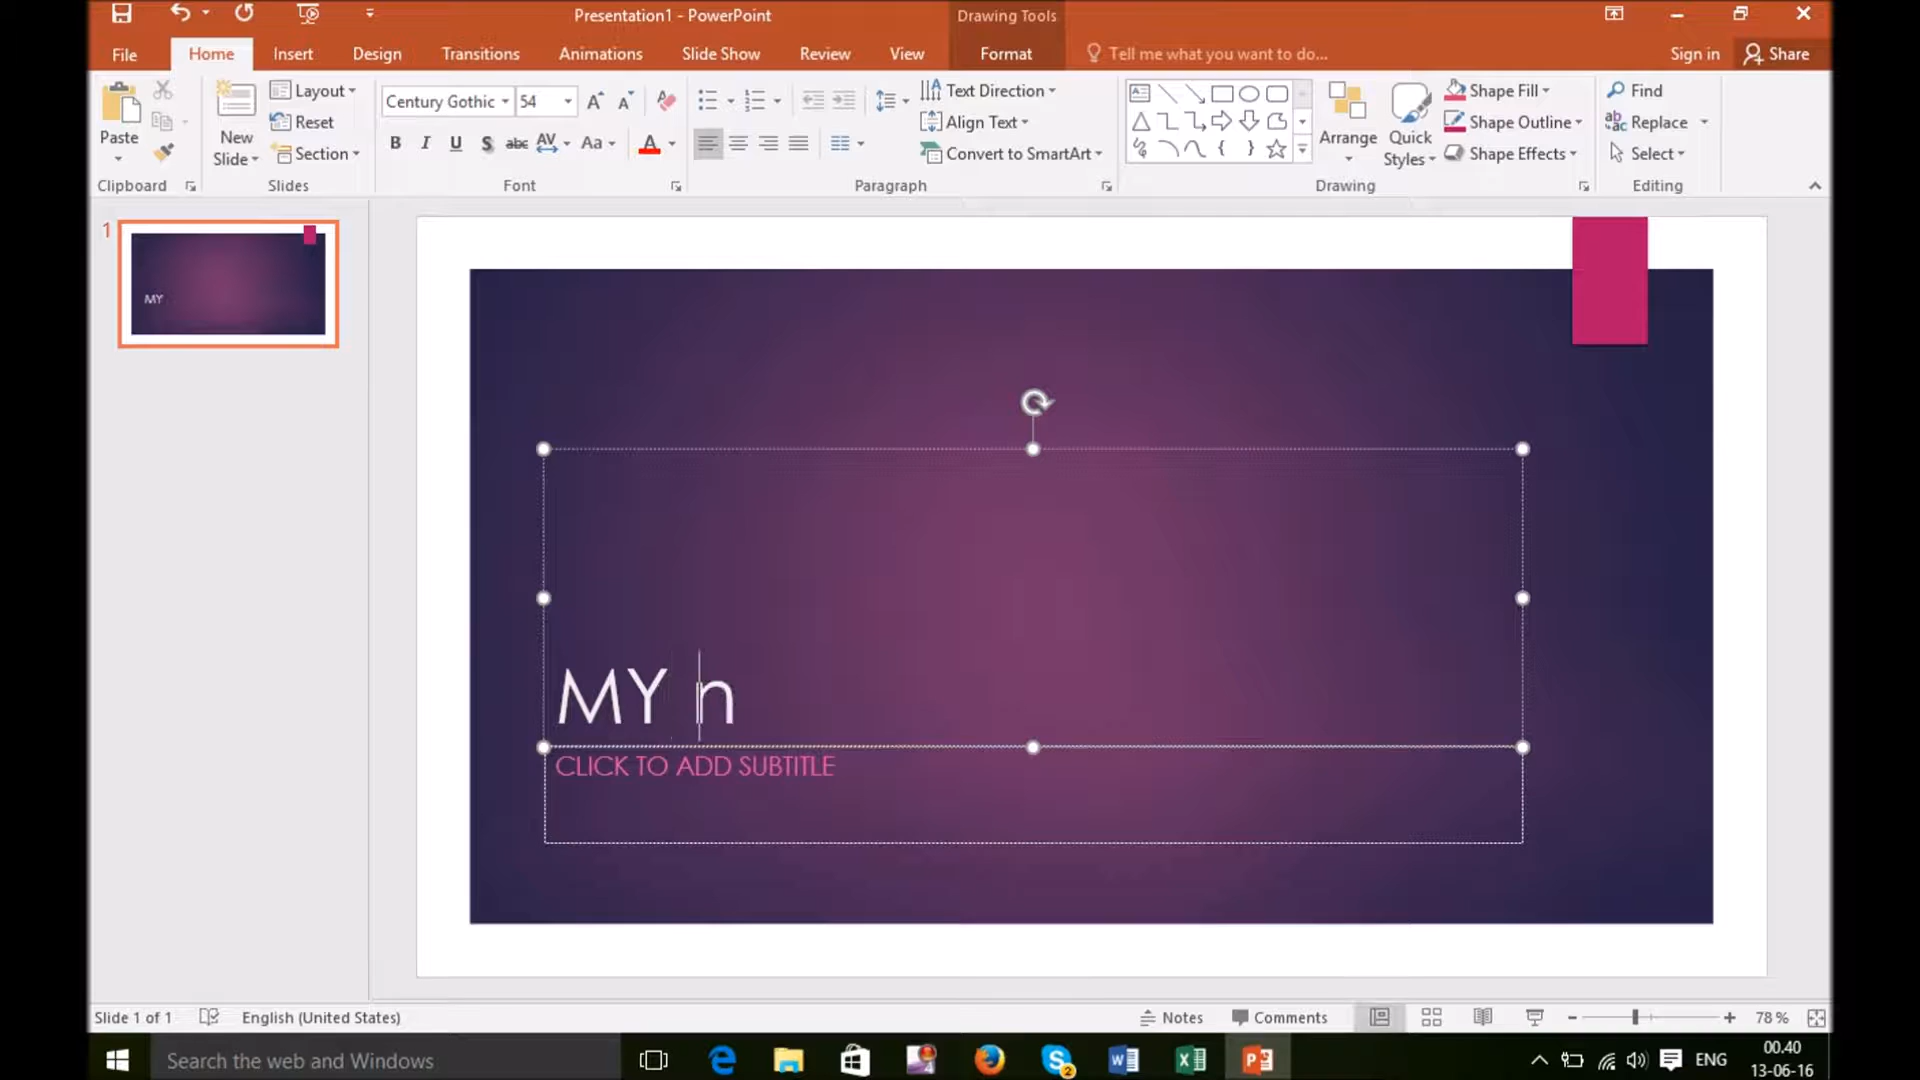 Presentation1 - PowerPoint
Drawing Tools
File Home Insert Design Transitions Animations Slide Show Review View Format Tell me what you want to do... Sign in Share
Paste
Clipboard
New Slide
Layout
Reset
Section
Slides
Century Gothic 54
B I U S abc AV Aa A
Font
Text Direction
Align Text
Convert to SmartArt
Paragraph
Arrange
Quick Styles
Shape Fill
Shape Outline
Shape Effects
Drawing
Find
Replace
Select
Editing
1
MY
MY n
CLICK TO ADD SUBTITLE
Slide 1 of 1 English (United States) Notes Comments 78 %
Search the web and Windows
2
ENG
00.40
13-06-16